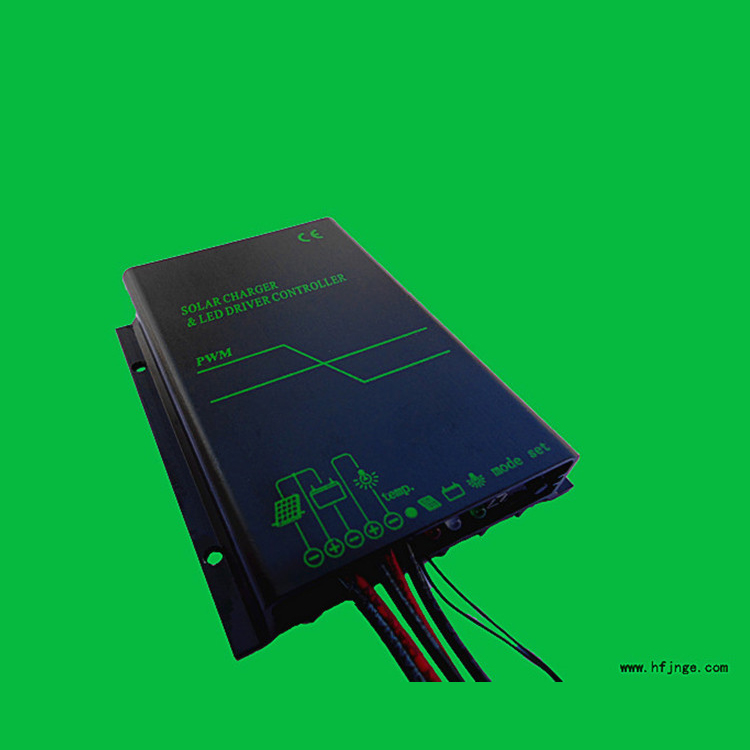 CE
SOLAR CHARGER
& LED DRIVER CONTROLLER
PWM
temp.
mode set
www.hfjnge.com